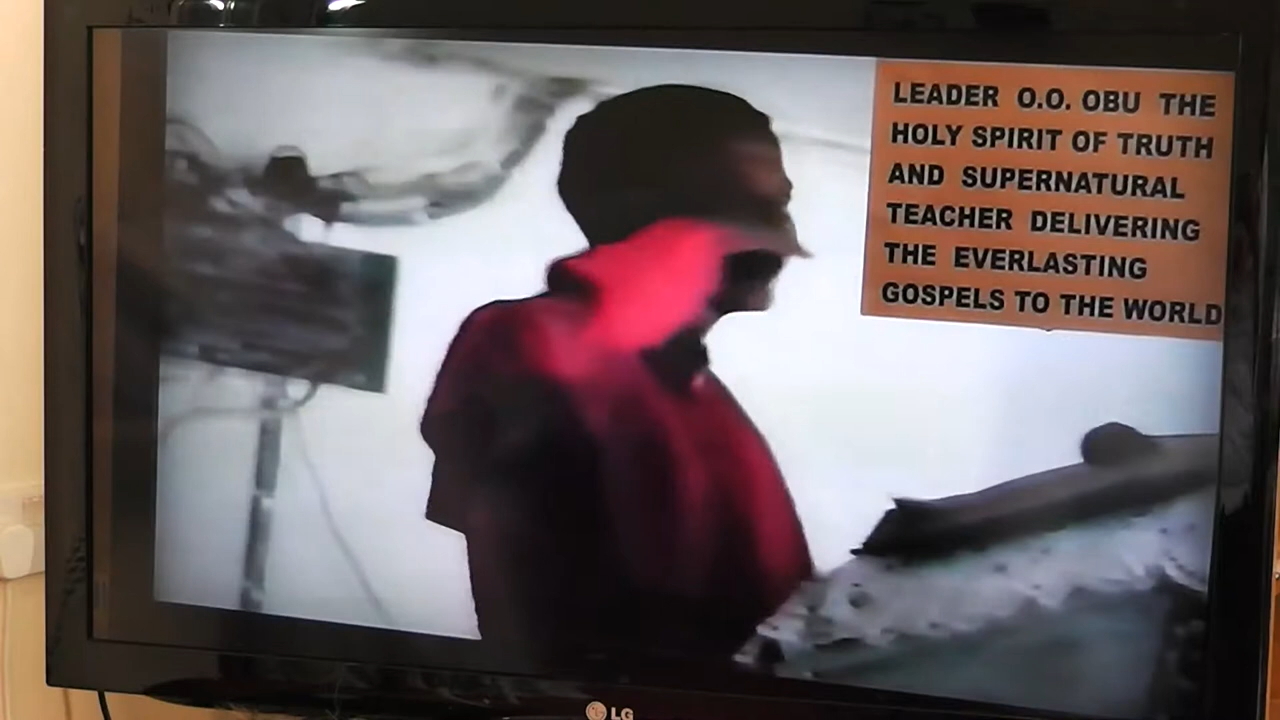 LEADER O.O. OBU THE
HOLY SPIRIT OF TRUTH
AND SUPERNATURAL
TEACHER DELIVERING
THE EVERLASTING
GOSPELS TO THE WORLD
LG